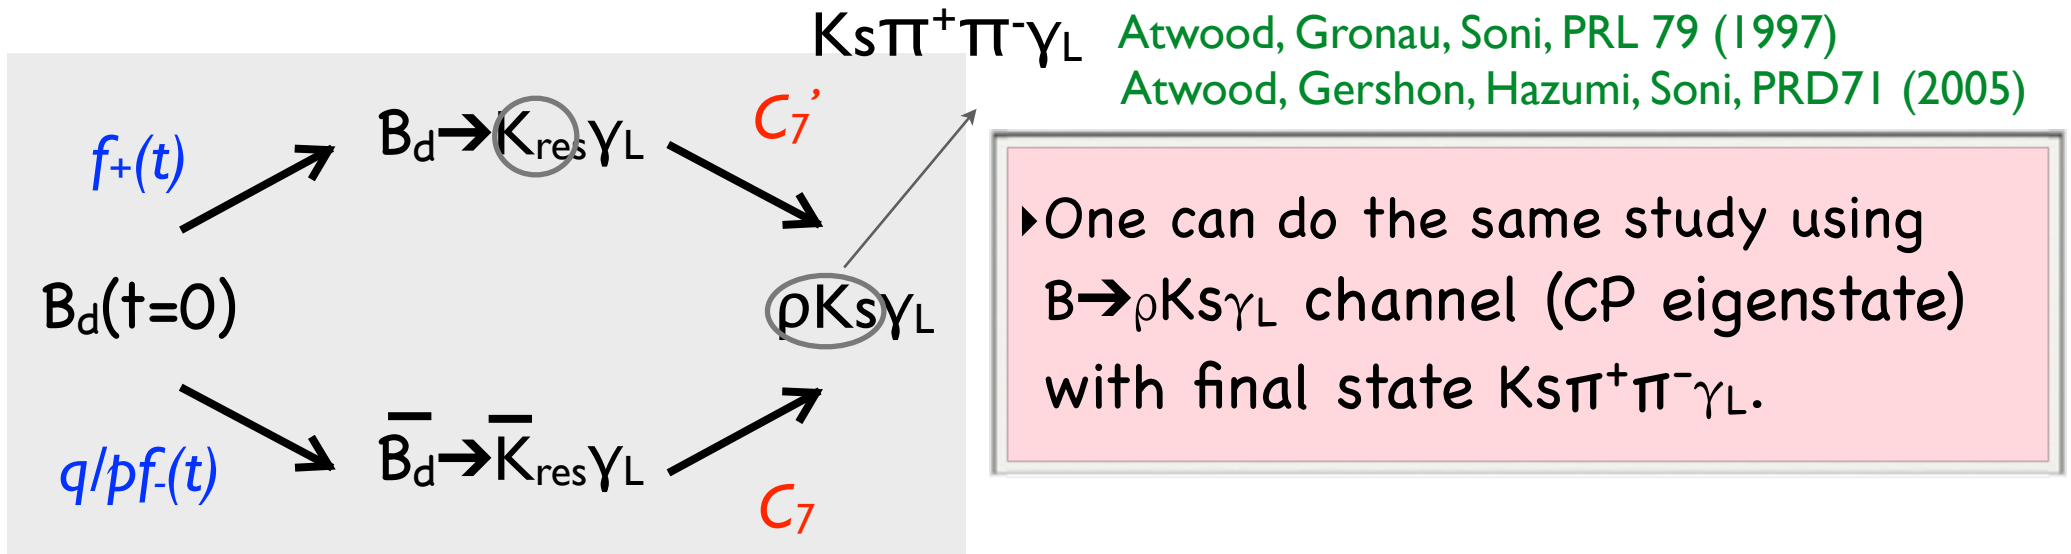 Ksπ⁺π⁻γL
Atwood, Gronau, Soni, PRL 79 (1997)
Atwood, Gershon, Hazumi, Soni, PRD71 (2005)
f₊(t)
Bd➔KresγL
C₇’
Bd(t=0)
ρKsγL
q/pf₋(t)
B̅d➔K̅resγL
C₇
‣One can do the same study using
B➔ρKsγL channel (CP eigenstate)
with final state Ksπ⁺π⁻γL.